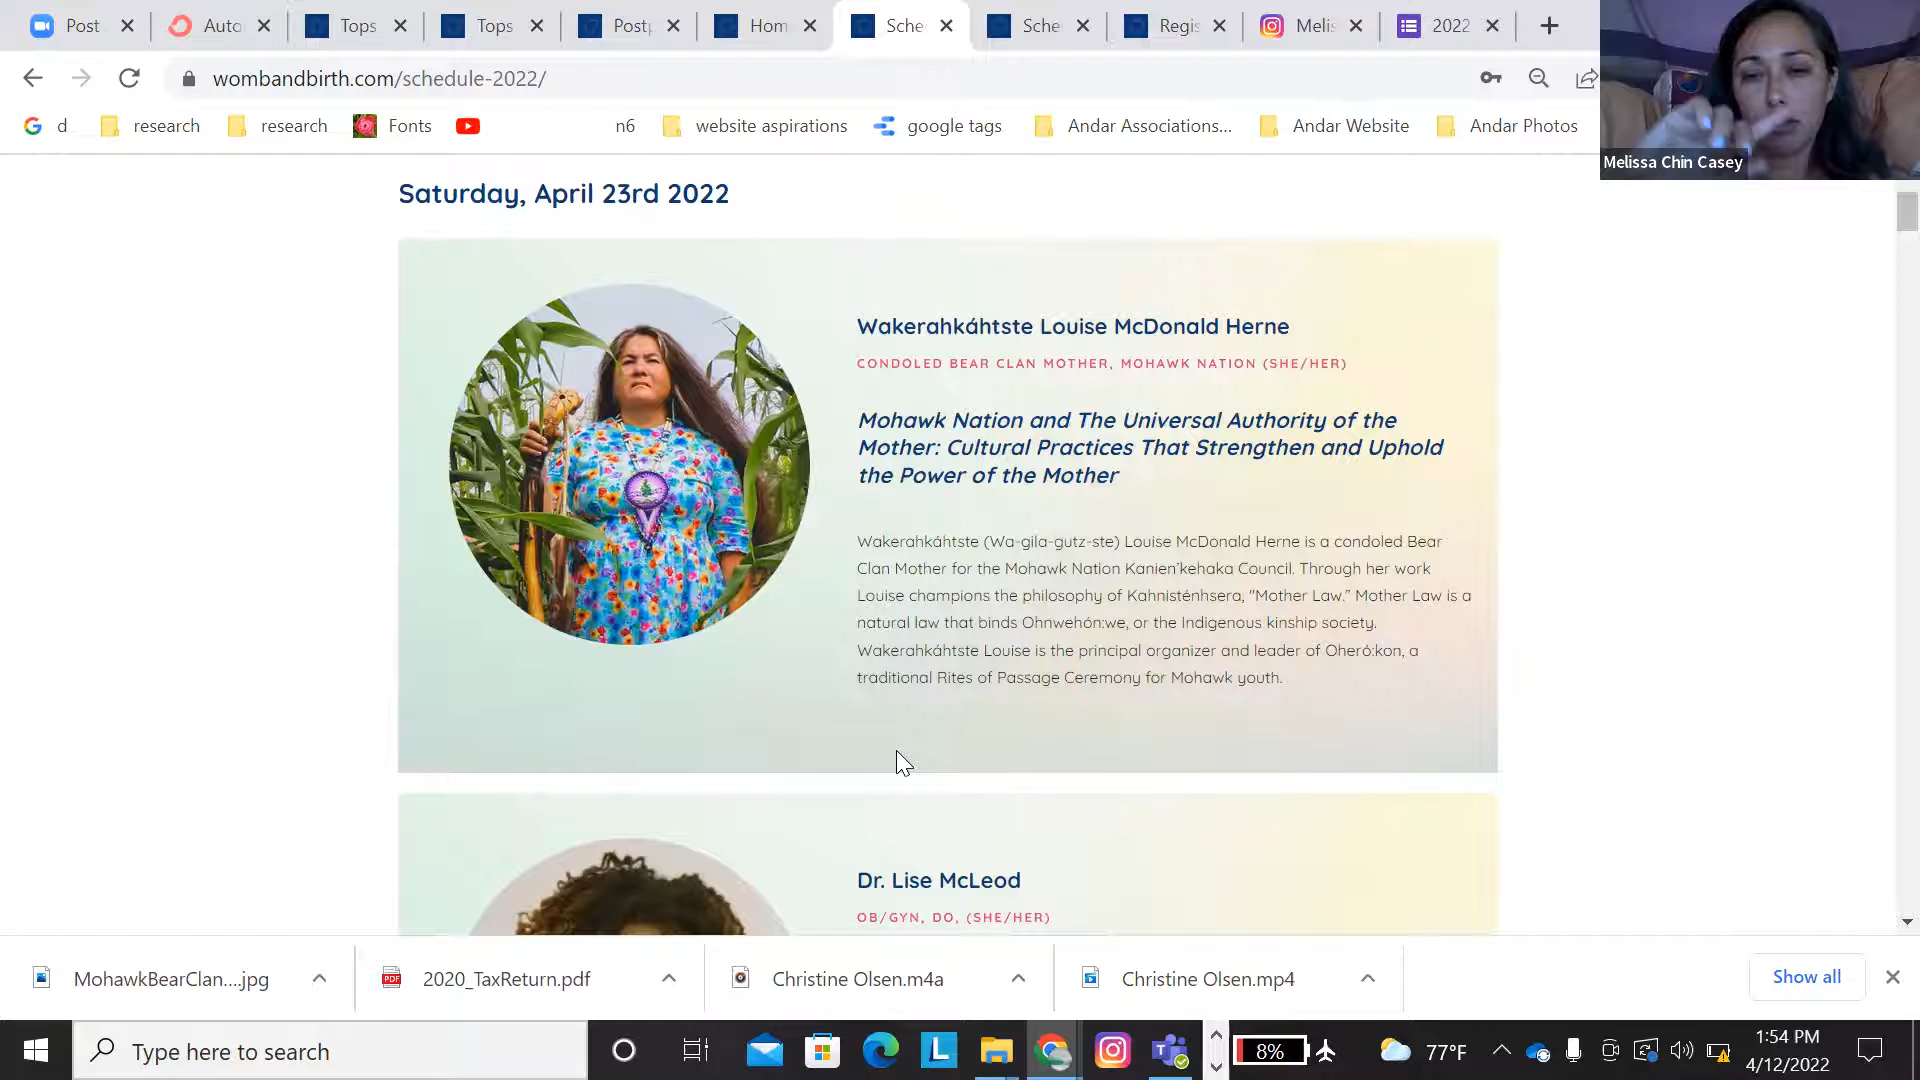 Post
Auto
Tops
Tops
Postp
Hom
Sche
Sche
Regis
Melis
2022
wombandbirth.com/schedule-2022/
d
research
research
Fonts
n6
website aspirations
google tags
Andar Associations...
Andar Website
Andar Photos
Melissa Chin Casey
Saturday, April 23rd 2022
Wakerahkáhtste Louise McDonald Herne
CONDOLED BEAR CLAN MOTHER, MOHAWK NATION (SHE/HER)
Mohawk Nation and The Universal Authority of the
Mother: Cultural Practices That Strengthen and Uphold
the Power of the Mother
Wakerahkáhtste (Wa-gila-gutz-ste) Louise McDonald Herne is a condoled Bear
Clan Mother for the Mohawk Nation Kanien'kehaka Council. Through her work
Louise champions the philosophy of Kahnisténhsera, "Mother Law." Mother Law is a
natural law that binds Ohnwehón:we, or the Indigenous kinship society.
Wakerahkáhtste Louise is the principal organizer and leader of Oheró:kon, a
traditional Rites of Passage Ceremony for Mohawk youth.
Dr. Lise McLeod
OB/GYN, DO, (SHE/HER)
MohawkBearClan....jpg
2020_TaxReturn.pdf
Christine Olsen.m4a
Christine Olsen.mp4
Show all
Type here to search
8%
77°F
1:54 PM
4/12/2022